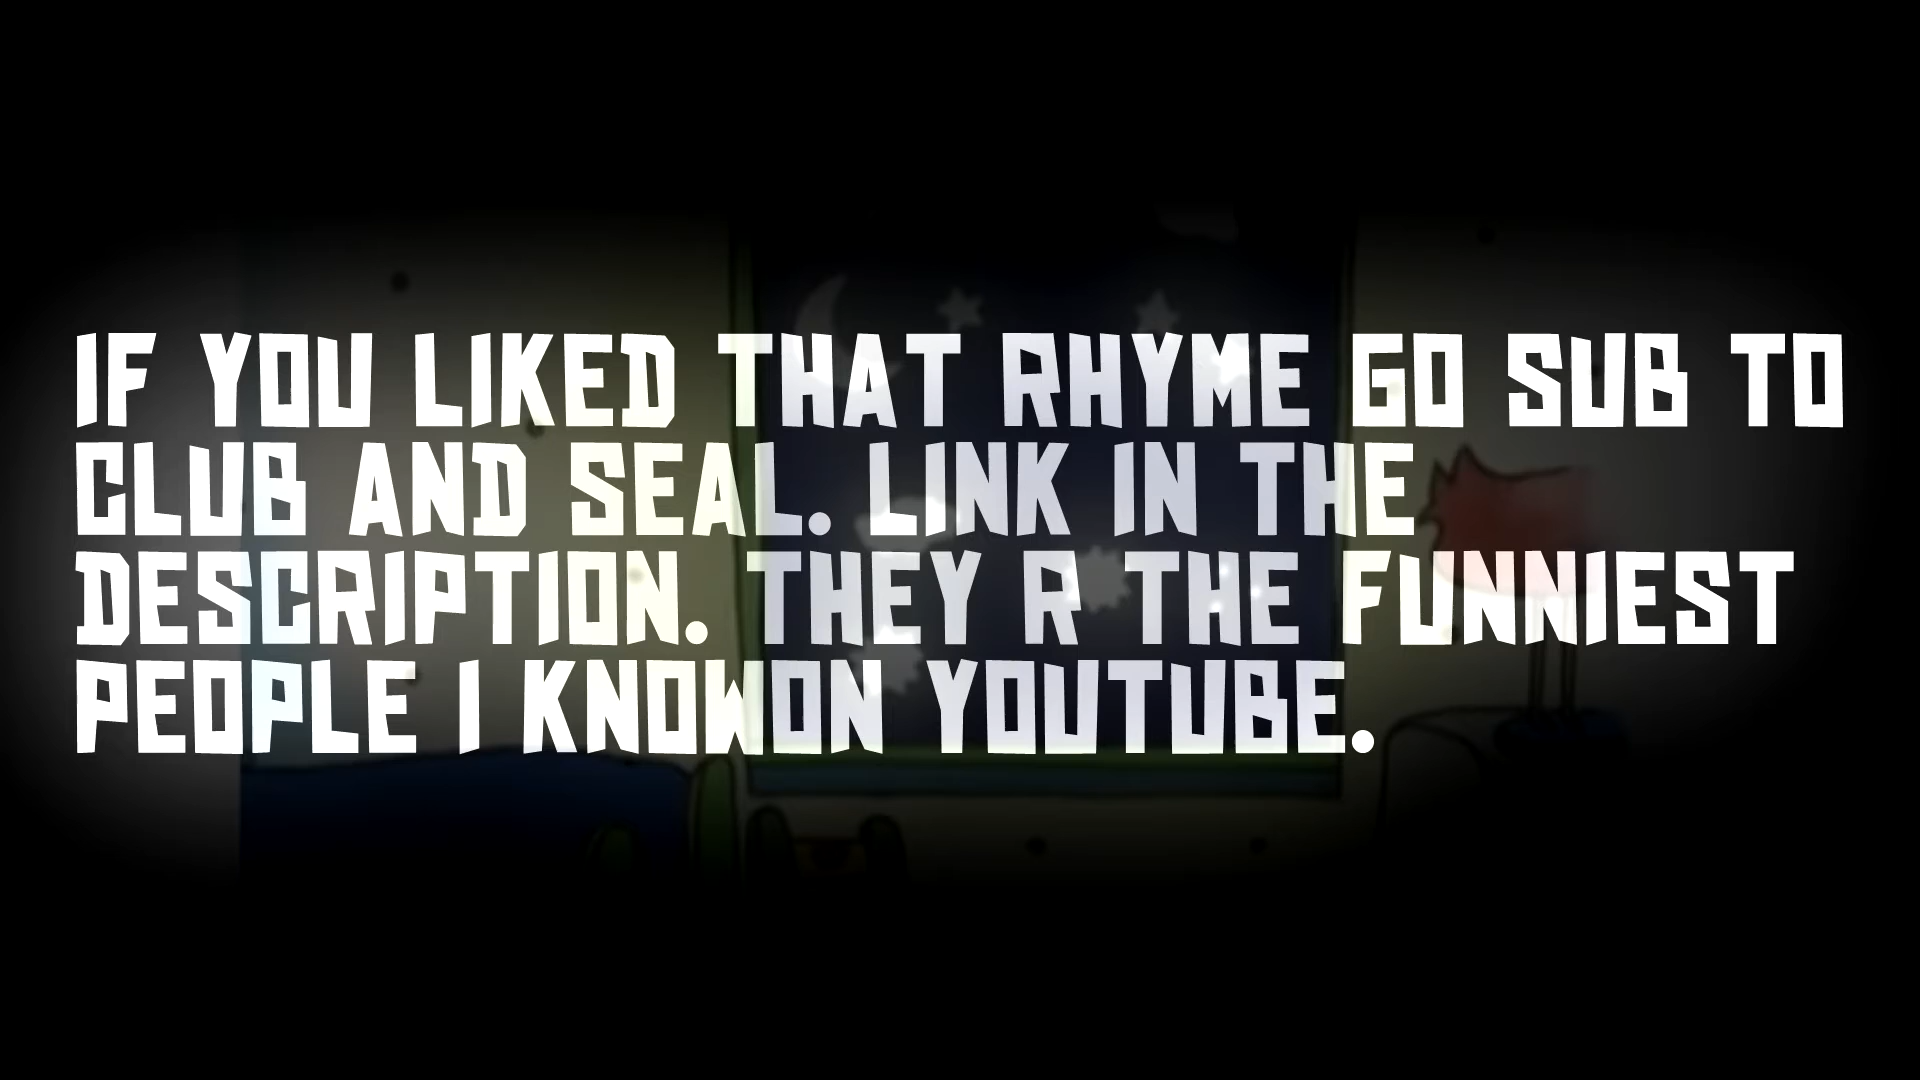 IF YOU LIKED THAT RHYME GO SUB TO
CLUB AND SEAL. LINK IN THE
DESCRIPTION. THEY R THE FUNNIEST
PEOPLE I KNOWON YOUTUBE.